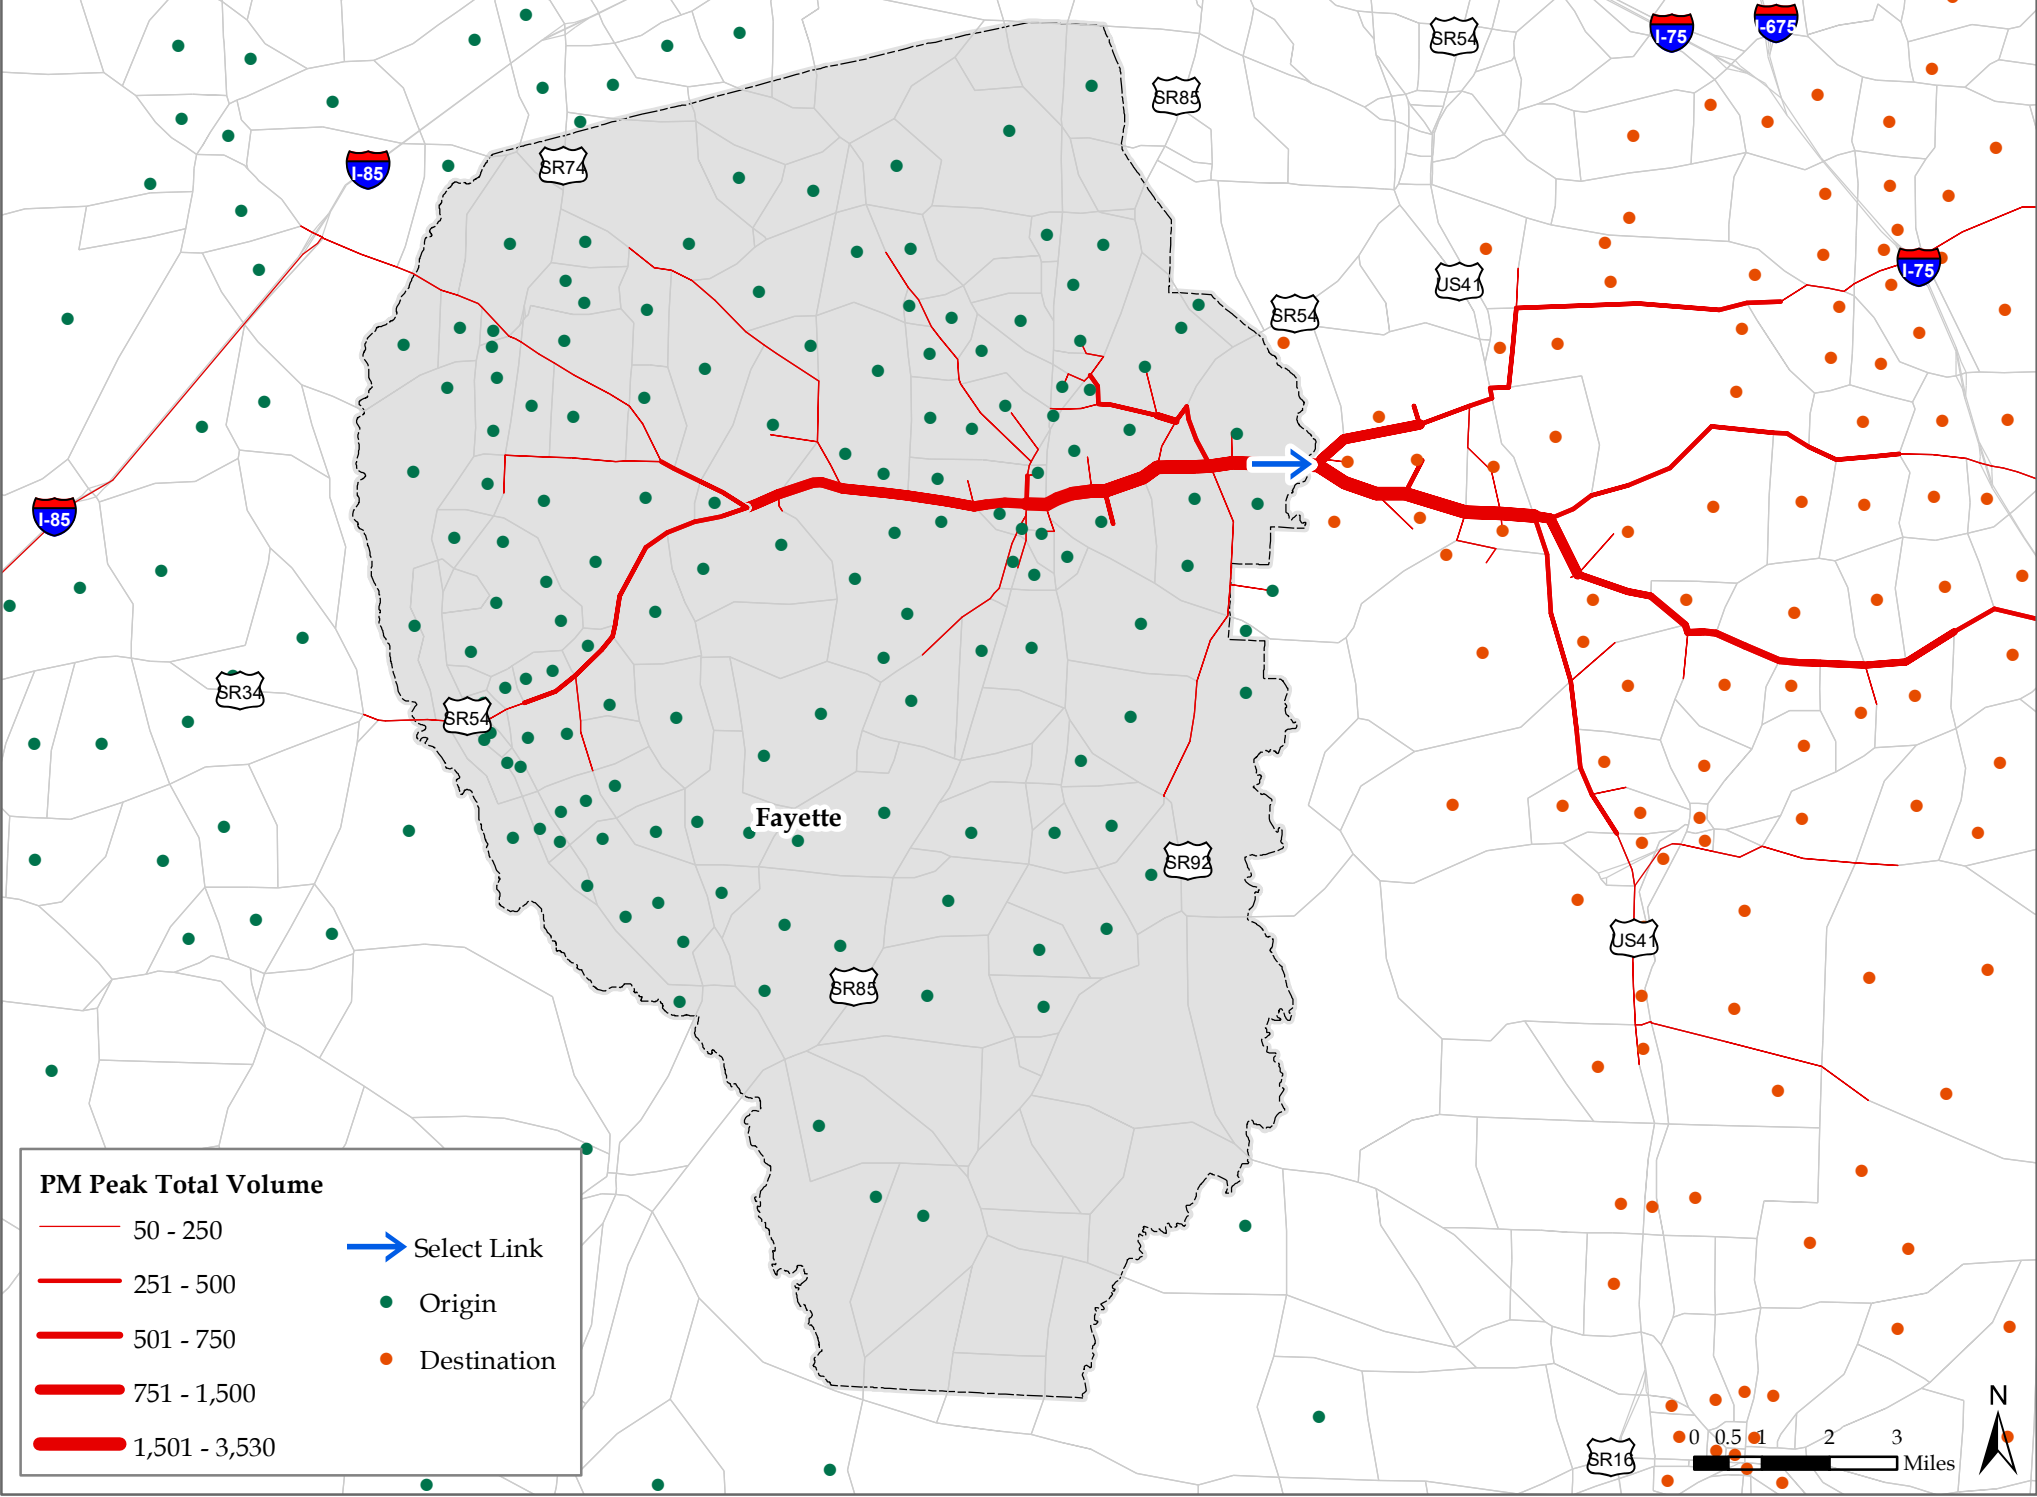 I-75
I-675
SR54
SR85
I-85
SR74
I-75
US41
SR54
I-85
SR34
SR54
Fayette
SR92
US41
SR85
PM Peak Total Volume
50 - 250
251 - 500
501 - 750
751 - 1,500
1,501 - 3,530
Select Link
Origin
Destination
N
0 0.5 1 2 3
Miles
SR16